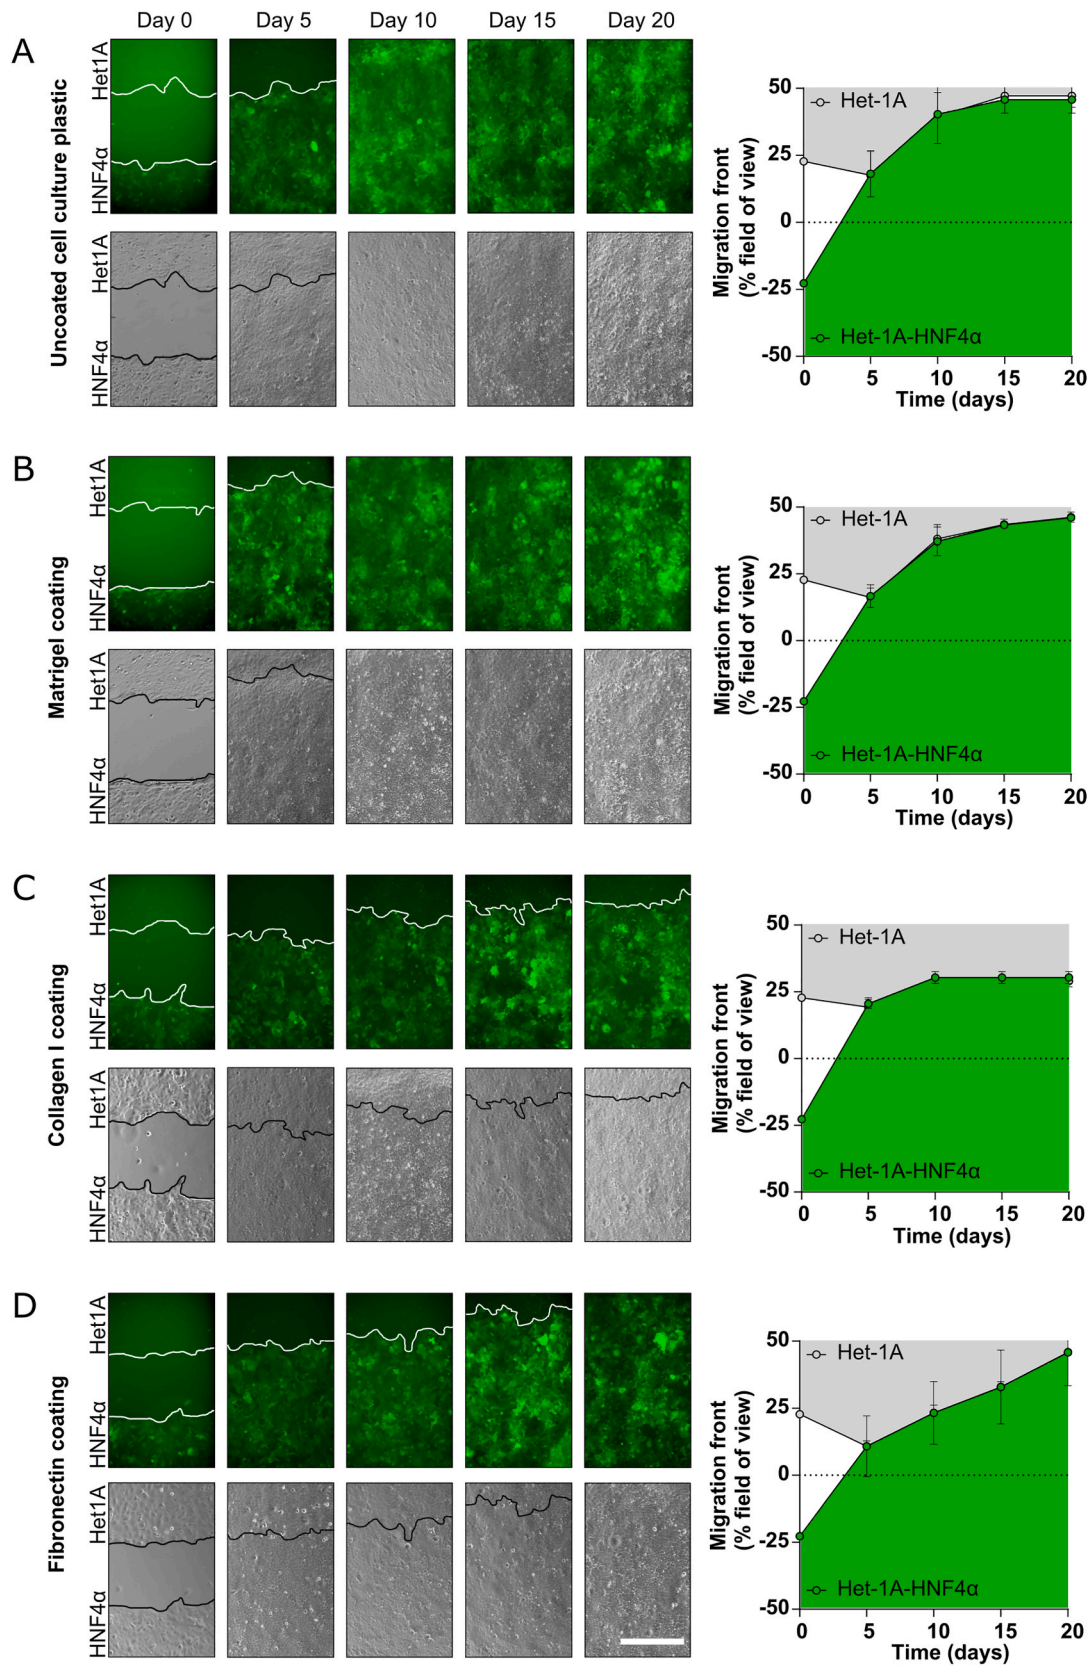 Day 0 Day 5 Day 10 Day 15 Day 20
A
Uncoated cell culture plastic
Het1A
HNF4α
Het1A
HNF4α
Migration front
(% field of view)
50
25
0
-25
-50
Het-1A
Het-1A-HNF4α
0 5 10 15 20
Time (days)
B
Matrigel coating
Het1A
HNF4α
Het1A
HNF4α
Migration front
(% field of view)
50
25
0
-25
-50
Het-1A
Het-1A-HNF4α
0 5 10 15 20
Time (days)
C
Collagen I coating
Het1A
HNF4α
Het1A
HNF4α
Migration front
(% field of view)
50
25
0
-25
-50
Het-1A
Het-1A-HNF4α
0 5 10 15 20
Time (days)
D
Fibronectin coating
Het1A
HNF4α
Het1A
HNF4α
Migration front
(% field of view)
50
25
0
-25
-50
Het-1A
Het-1A-HNF4α
0 5 10 15 20
Time (days)